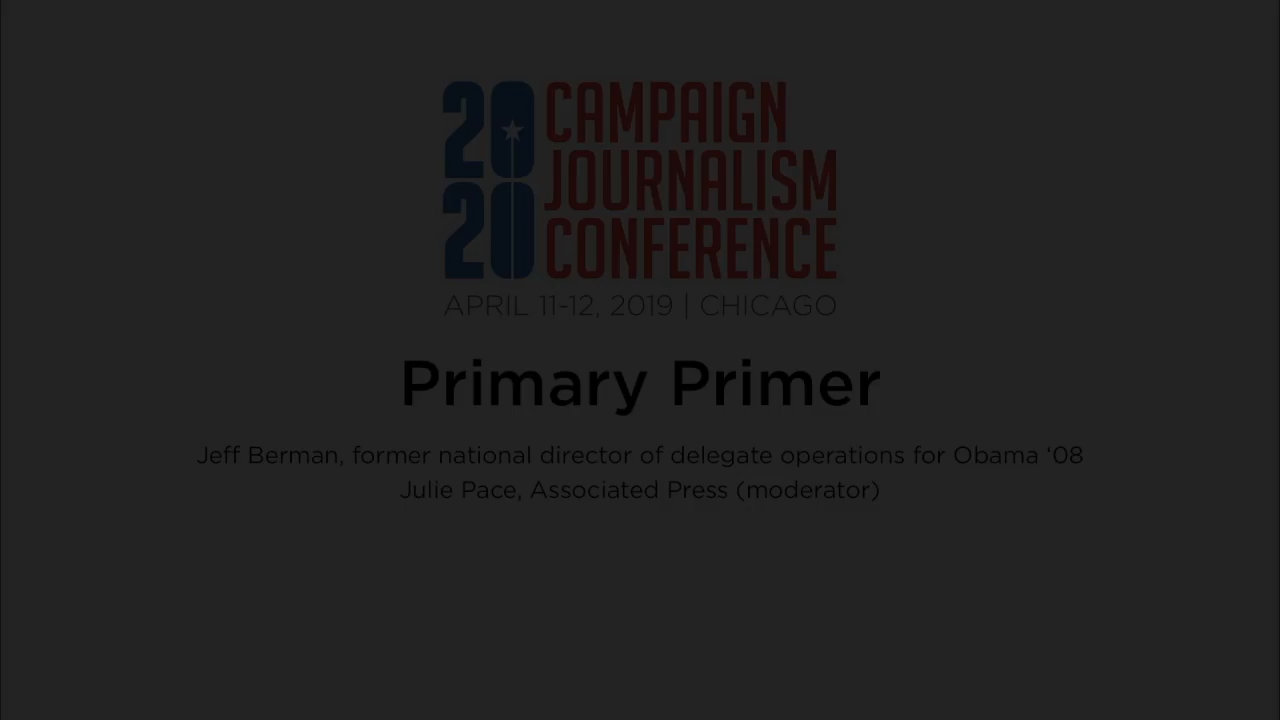 2020 CAMPAIGN
JOURNALISM
CONFERENCE
APRIL 11-12, 2019 | CHICAGO
Primary Primer
Jeff Berman, former national director of delegate operations for Obama ‘08
Julie Pace, Associated Press (moderator)